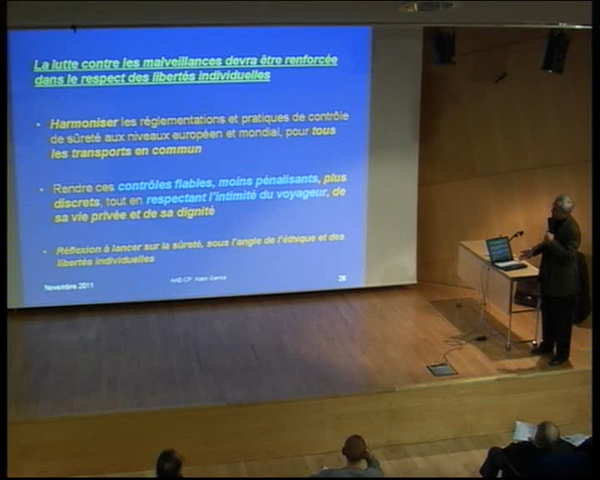 La lutte contre les malveillances devra être renforcée
dans le respect des libertés individuelles
• Harmoniser les réglementations et pratiques de contrôle
de sûreté aux niveaux européen et mondial, pour tous
les transports en commun
• Rendre ces contrôles fiables, moins pénalisants, plus
discrets, tout en respectant l'intimité du voyageur, de
sa vie privée et de sa dignité
• Réflexion à lancer sur la sûreté, sous l'angle de l'éthique et des
libertés individuelles
Novembre 2011